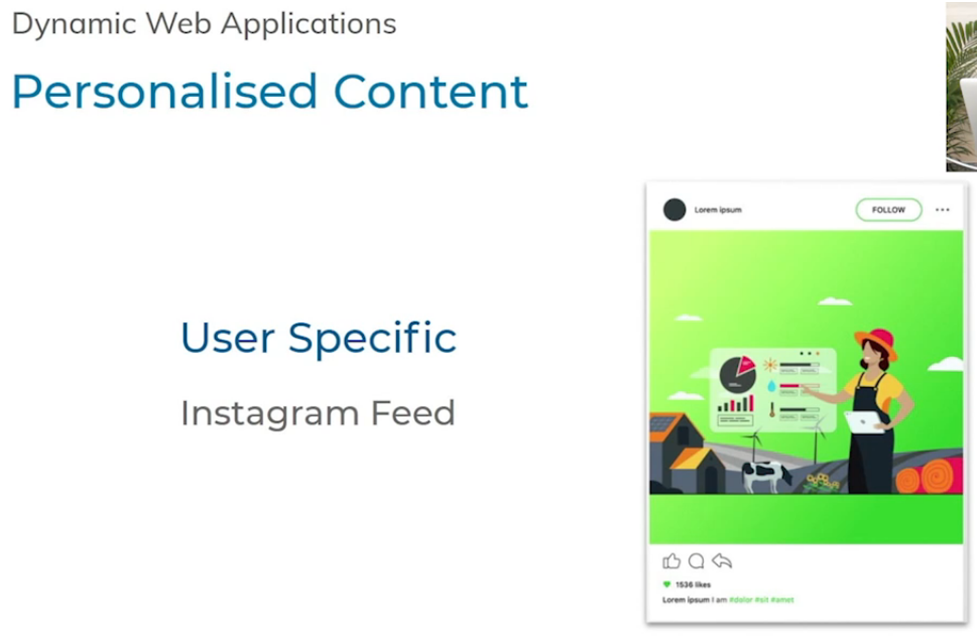 Dynamic Web Applications
Personalised Content
User Specific
Instagram Feed
Lorem ipsum
FOLLOW
1536 likes
Lorem ipsum I am #dolor #sit #amet